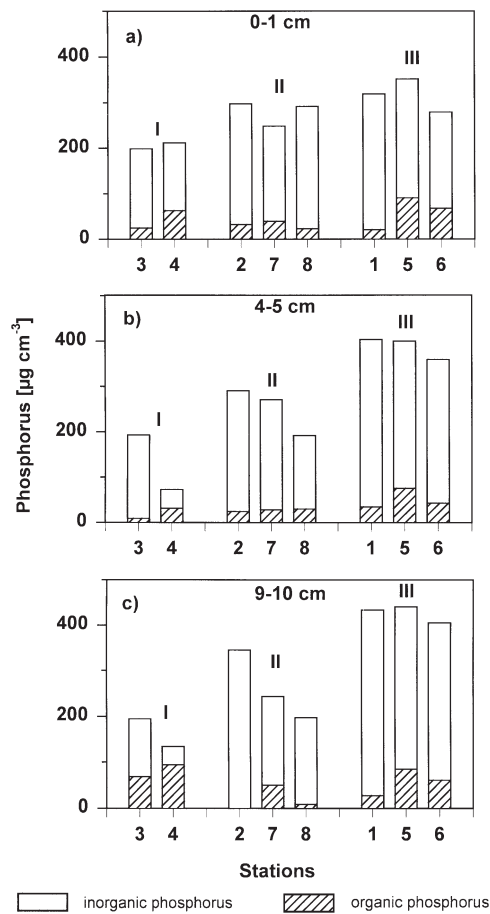 0-1 cm
a)
400
I
II
III
200
0
3 4 2 7 8 1 5 6
4-5 cm
b)
400
I
II
III
200
0
3 4 2 7 8 1 5 6
9-10 cm
c)
400
I
II
III
200
0
3 4 2 7 8 1 5 6
Phosphorus [µg cm⁻³]
Stations
inorganic phosphorus
organic phosphorus